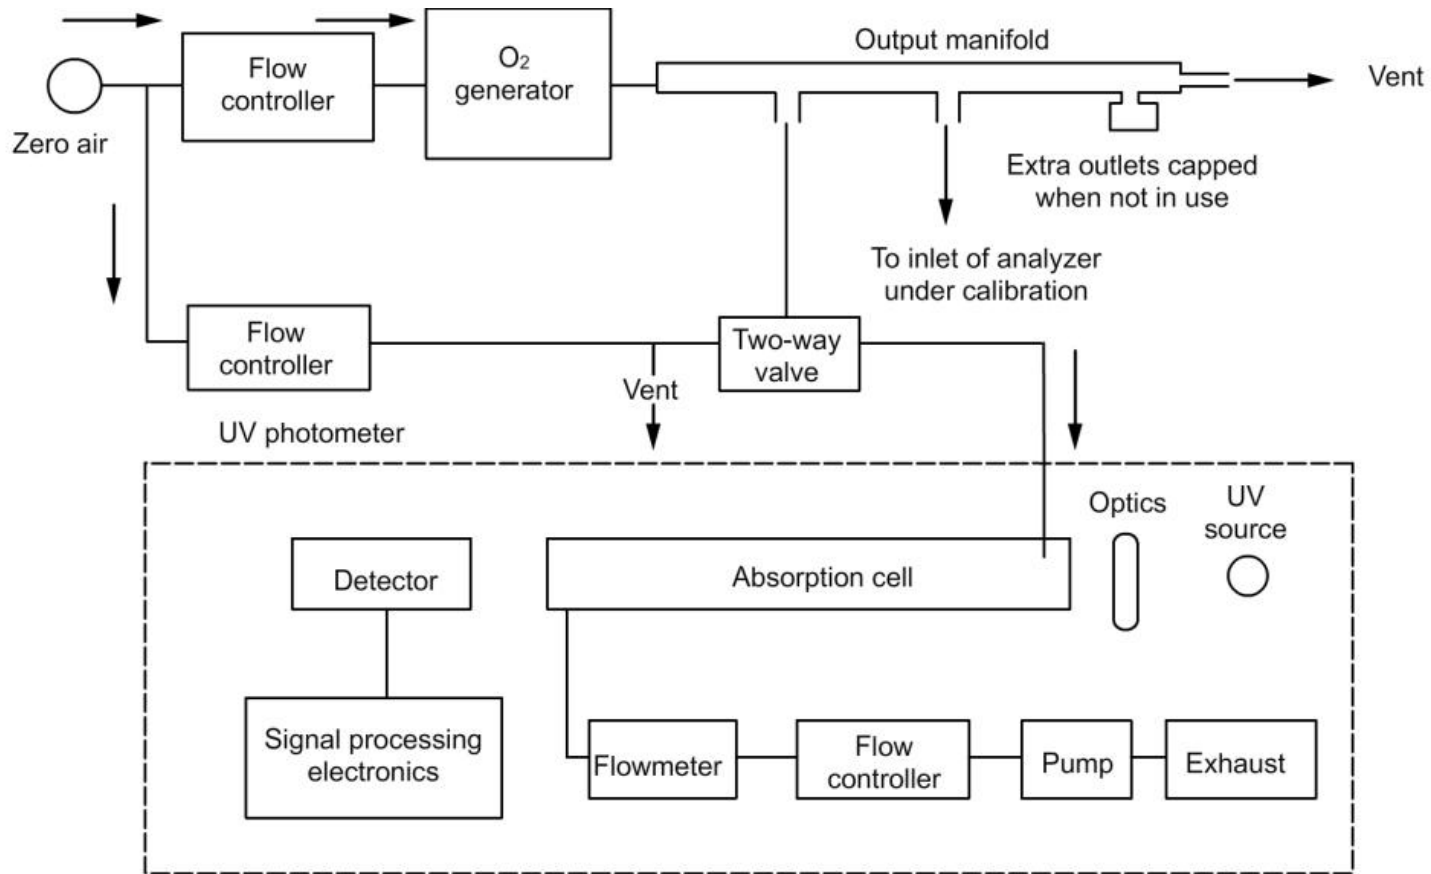 Zero air
Flow
controller
O₂
generator
Output manifold
Vent
Extra outlets capped
when not in use
To inlet of analyzer
under calibration
Flow
controller
Vent
Two-way
valve
UV photometer
Optics
UV
source
Detector
Absorption cell
Signal processing
electronics
Flowmeter
Flow
controller
Pump
Exhaust